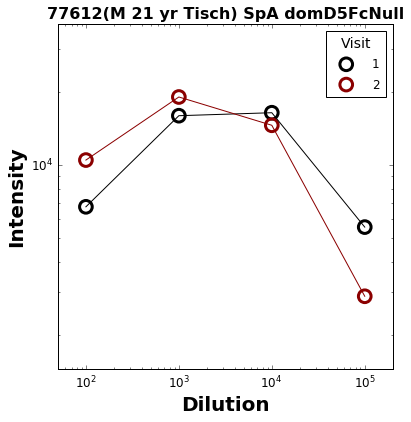 77612(M 21 yr Tisch) SpA domD5FcNull
Visit
1
2
Intensity
10^4
10^2 10^3 10^4 10^5
Dilution